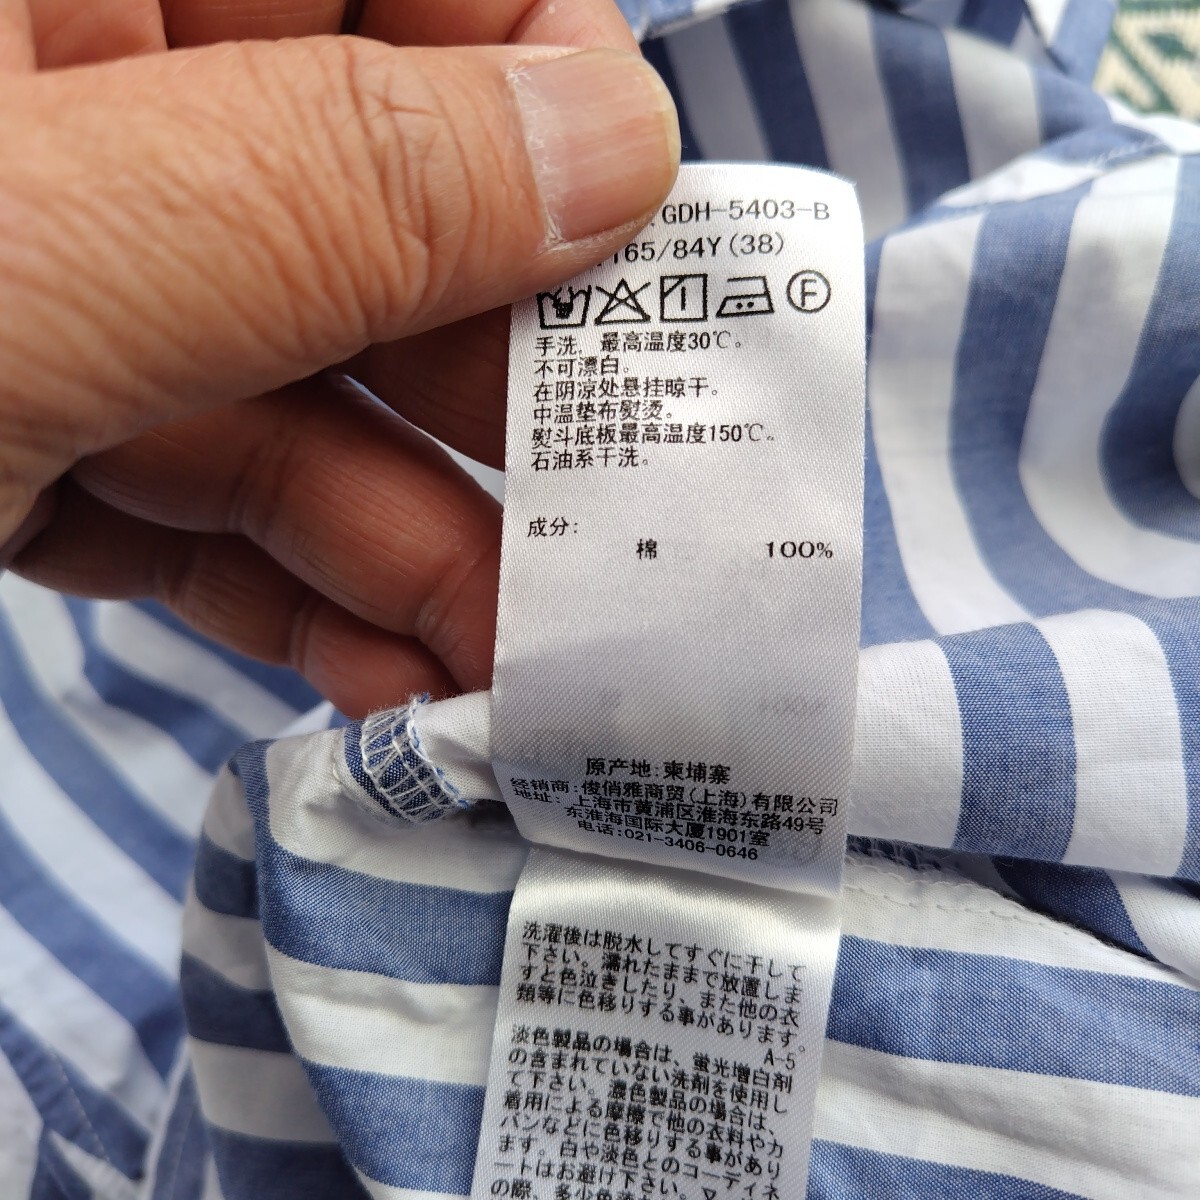 GDH-5403-B
165/84Y(38)
F
手洗，最高温度30℃。
不可漂白。
在阴凉处悬挂晾干。
中温垫布熨烫。
熨斗底板最高温度150℃。
石油系干洗。
成分:
棉 100%
原产地:柬埔寨
经销商:俊俏雅商贸(上海)有限公司
地址: 上海市黄浦区淮海东路49号
东淮海国际大厦1901室
电话:021-3406-0646
洗濯後は脱水してすぐに干して
下さい。濡れたままで放置しま
すと色泣きしたり、また他の衣
類等に色移りする事があります。
A-5
淡色製品の場合は、蛍光増白剤
の含まれていない洗剤を使用し
て下さい。濃色製品の場合は、
着用による摩擦で他の衣料やカ
バンなどに色移りする事があり
ます。白や淡色とのコーディネ
ートはお避け下さい。
の際、多少色